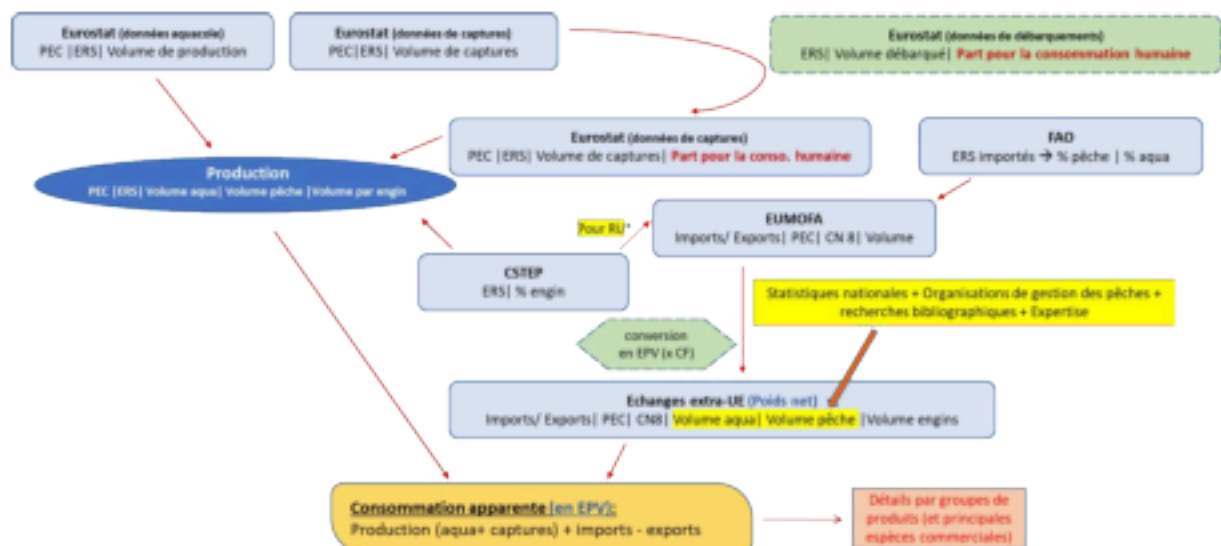 Eurostat (données aquacole)
PEC |ERS| Volume de production
Eurostat (données de captures)
PEC|ERS| Volume de captures
Eurostat (données de débarquements)
ERS| Volume débarqué| Part pour la consommation humaine
Eurostat (données de captures)
PEC |ERS| Volume de captures| Part pour la conso. humaine
FAO
ERS importés → % pêche | % aqua
Production
PEC |ERS| Volume aqua| Volume pêche |Volume par engin
Pour RU*
EUMOFA
Imports/ Exports| PEC| CN 8| Volume
CSTEP
ERS| % engin
Statistiques nationales + Organisations de gestion des pêches +
recherches bibliographiques + Expertise
conversion
en EPV (x CF)
Echanges extra-UE (Poids net)
Imports/ Exports| PEC| CN8| Volume aqua| Volume pêche |Volume engins
Consommation apparente (en EPV):
Production (aqua+ captures) + imports - exports
Détails par groupes de
produits (et principales
espèces commerciales)